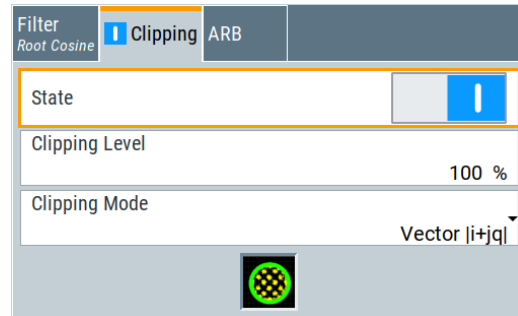 Filter
Root Cosine
Clipping
ARB
State
Clipping Level
100 %
Clipping Mode
Vector |i+jq|